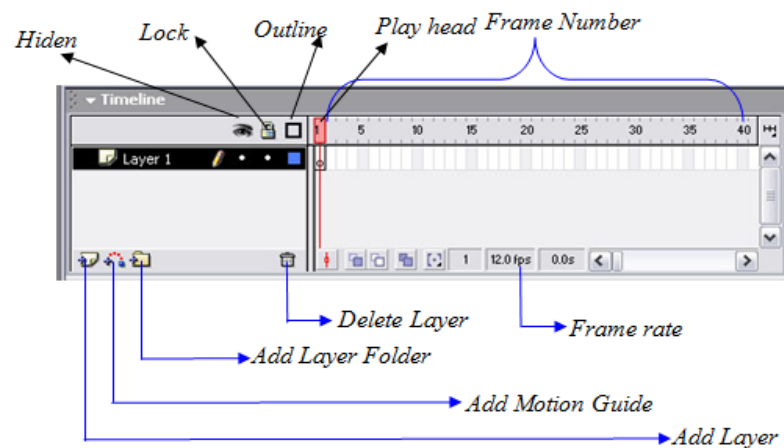 Hiden
Lock
Outline
Play head
Frame Number
Timeline
1 5 10 15 20 25 30 35 40
Layer 1
1 12.0 fps 0.0s
Delete Layer
Frame rate
Add Layer Folder
Add Motion Guide
Add Layer